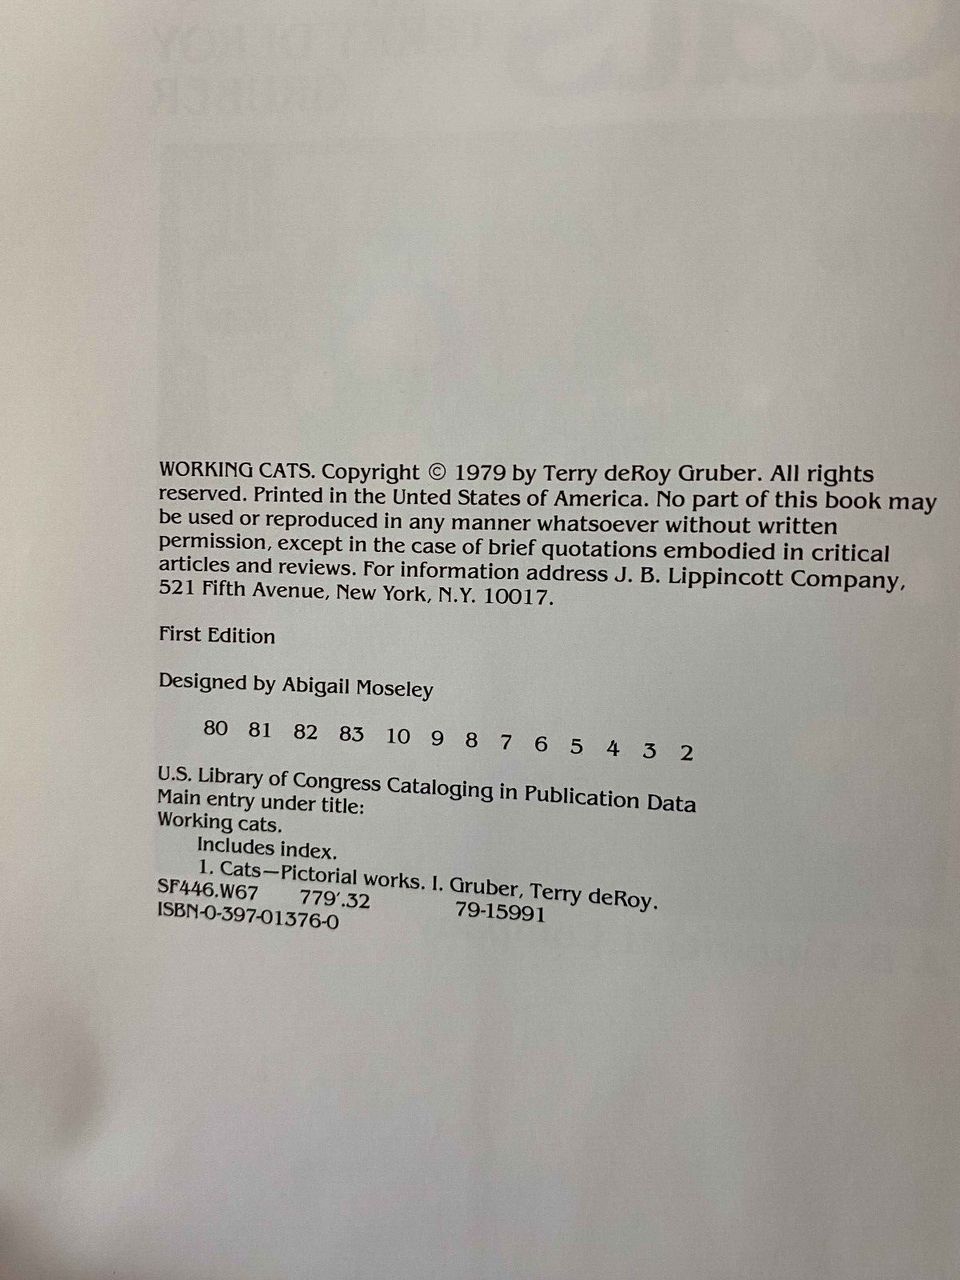 WORKING CATS. Copyright © 1979 by Terry deRoy Gruber. All rights
reserved. Printed in the Unted States of America. No part of this book may
be used or reproduced in any manner whatsoever without written
permission, except in the case of brief quotations embodied in critical
articles and reviews. For information address J. B. Lippincott Company,
521 Fifth Avenue, New York, N.Y. 10017.
First Edition
Designed by Abigail Moseley
80 81 82 83 10 9 8 7 6 5 4 3 2
U.S. Library of Congress Cataloging in Publication Data
Main entry under title:
Working cats.
Includes index.
1. Cats—Pictorial works. I. Gruber, Terry deRoy.
SF446.W67 779'.32 79-15991
ISBN-0-397-01376-0